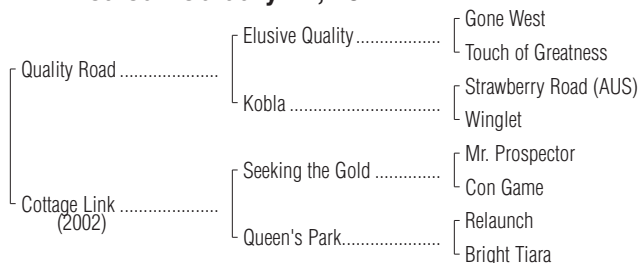 Gone West
Elusive Quality
Touch of Greatness
Quality Road
Strawberry Road (AUS)
Kobla
Winglet
Mr. Prospector
Seeking the Gold
Con Game
Cottage Link
(2002)
Relaunch
Queen's Park
Bright Tiara